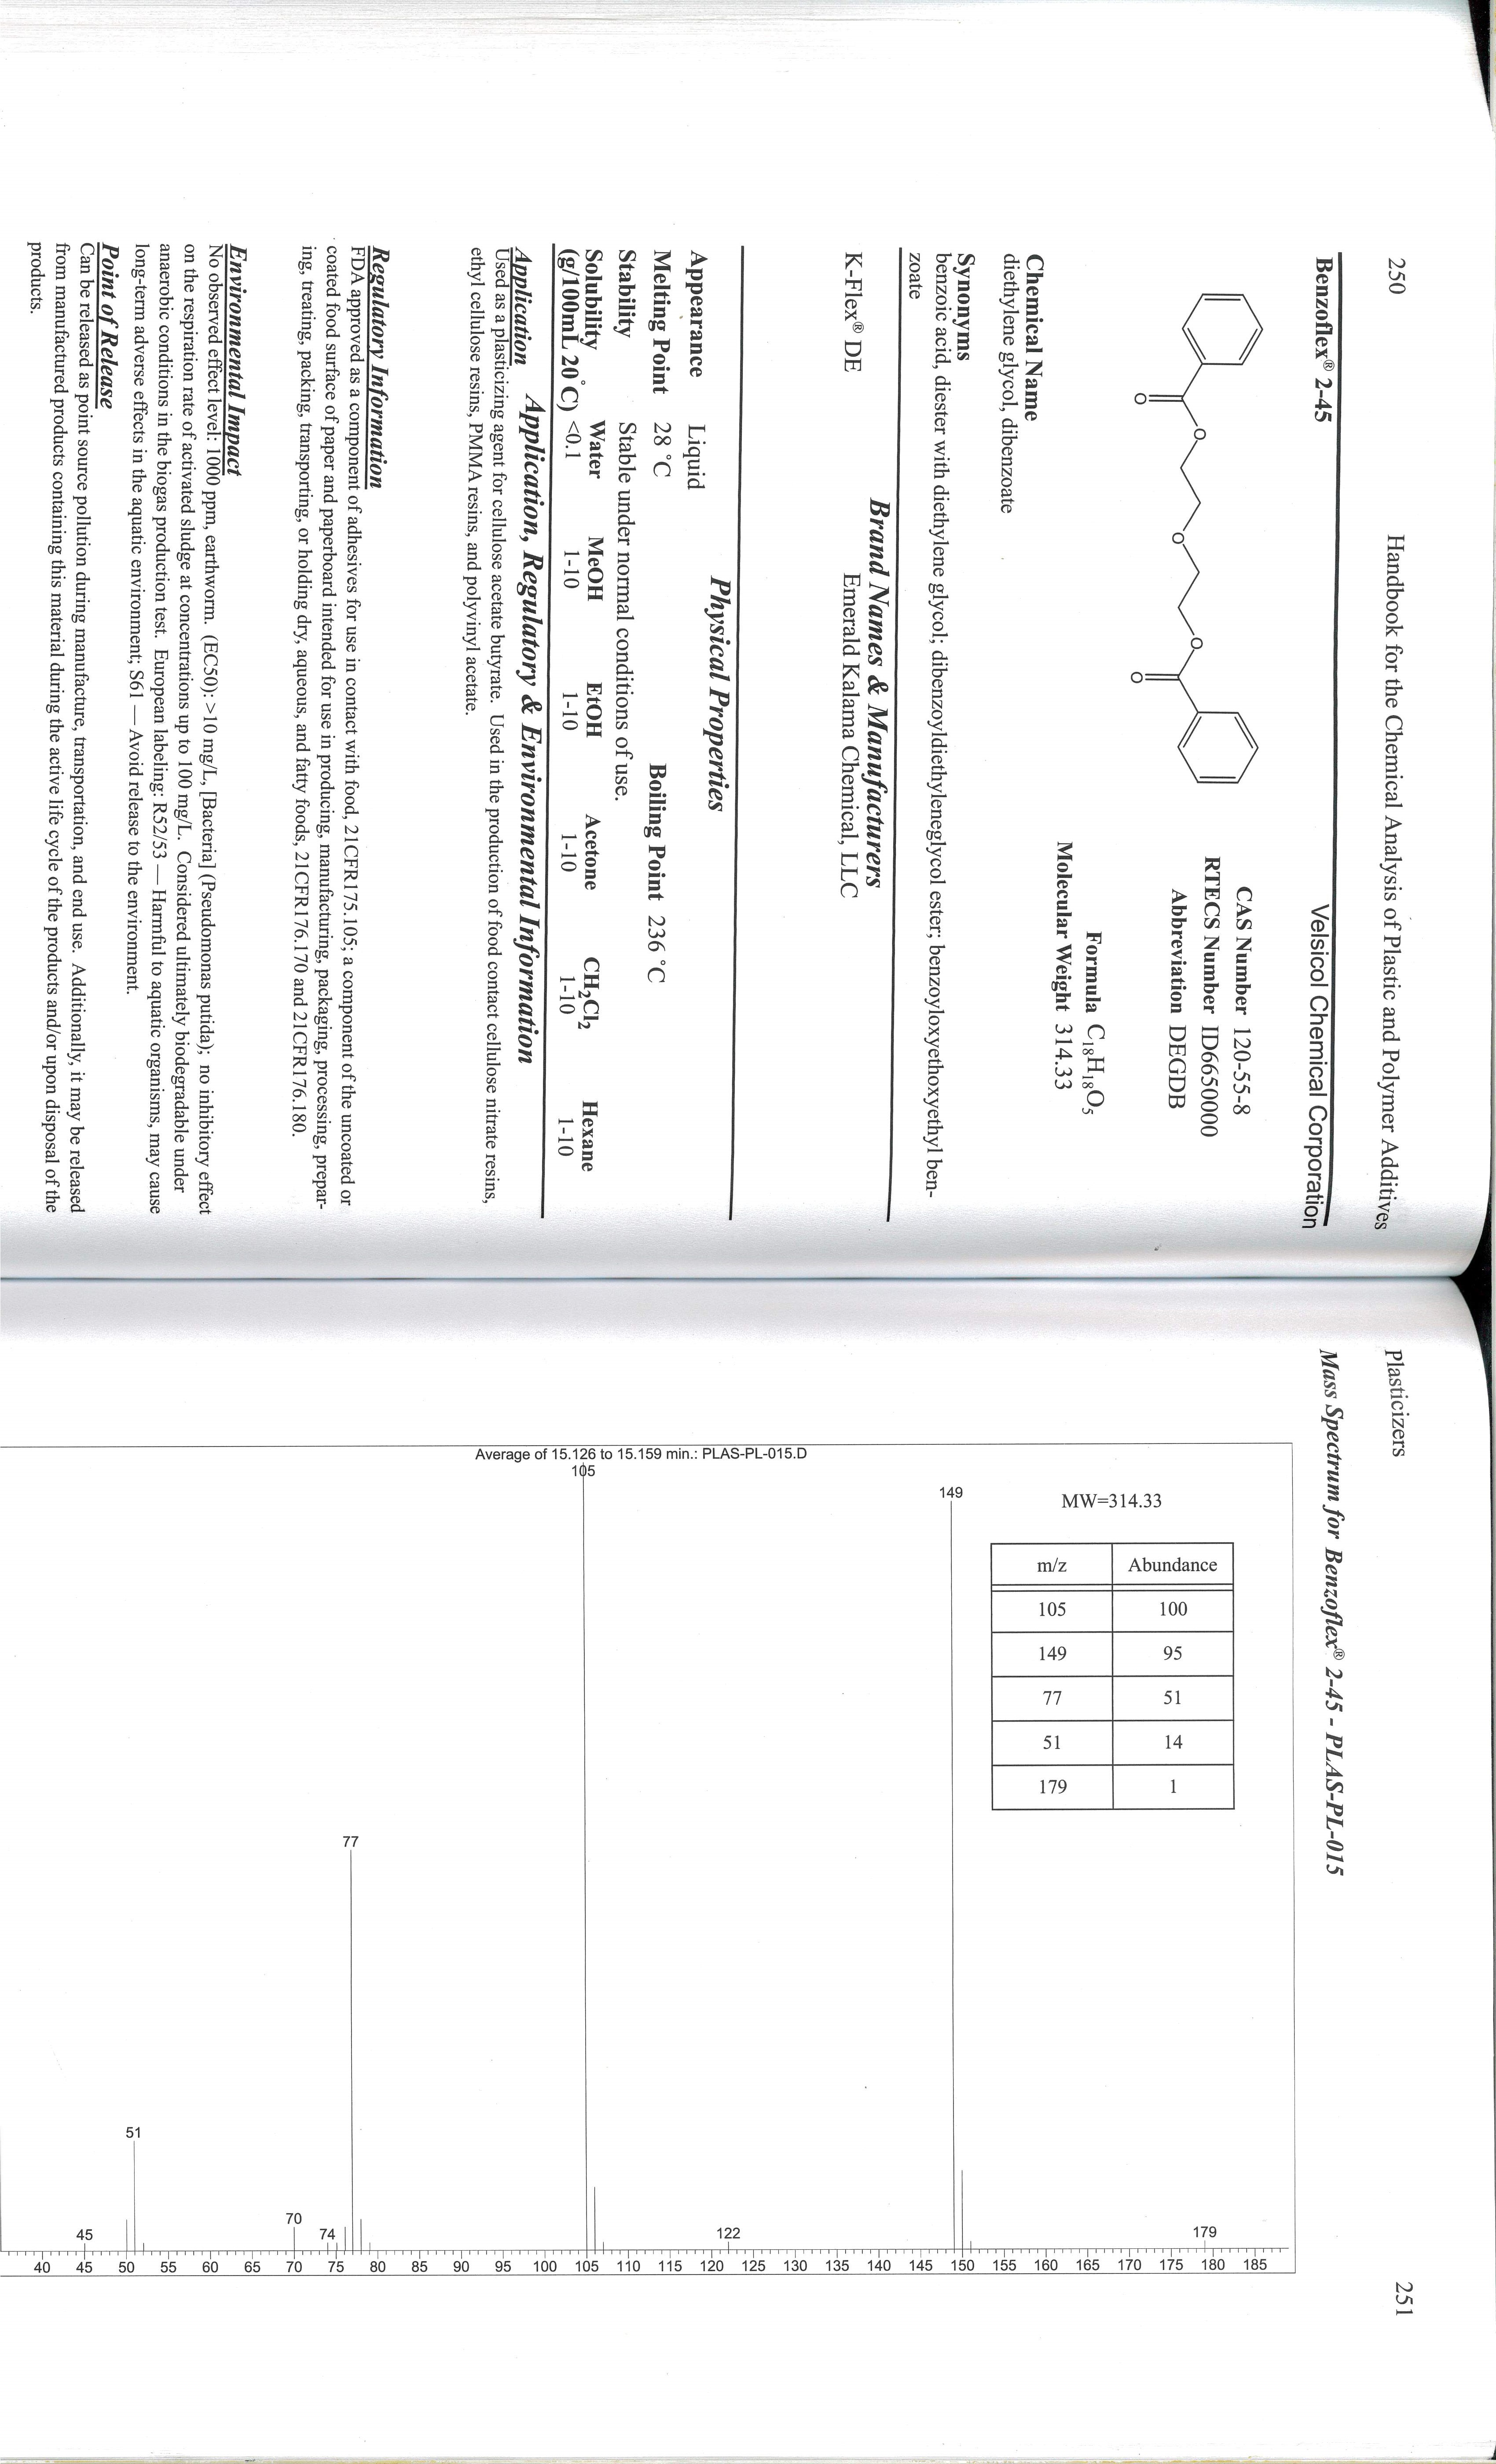 250 Handbook for the Chemical Analysis of Plastic and Polymer Additives
Benzoflex® 2-45 Velsicol Chemical Corporation
CAS Number 120-55-8
RTECS Number ID6650000
Abbreviation DEGDB
O O O O O
Formula C18H18O5
Molecular Weight 314.33
Chemical Name
diethylene glycol, dibenzoate
Synonyms
benzoic acid, diester with diethylene glycol; dibenzoyldiethyleneglycol ester; benzoyloxyethoxyethyl ben-
zoate
Brand Names & Manufacturers
K-Flex® DE Emerald Kalama Chemical, LLC
Physical Properties
Appearance Liquid
Melting Point 28 °C Boiling Point 236 °C
Stability Stable under normal conditions of use.
Solubility Water MeOH EtOH Acetone CH2Cl2 Hexane
(g/100mL 20°C) <0.1 1-10 1-10 1-10 1-10 1-10
Application, Regulatory & Environmental Information
Application
Used as a plasticizing agent for cellulose acetate butyrate. Used in the production of food contact cellulose nitrate resins,
ethyl cellulose resins, PMMA resins, and polyvinyl acetate.
Regulatory Information
FDA approved as a component of adhesives for use in contact with food, 21CFR175.105; a component of the uncoated or
coated food surface of paper and paperboard intended for use in producing, manufacturing, packaging, processing, prepar-
ing, treating, packing, transporting, or holding dry, aqueous, and fatty foods, 21CFR176.170 and 21CFR176.180.
Environmental Impact
No observed effect level: 1000 ppm, earthworm. (EC50): >10 mg/L, [Bacteria] (Pseudomonas putida); no inhibitory effect
on the respiration rate of activated sludge at concentrations up to 100 mg/L. Considered ultimately biodegradable under
anaerobic conditions in the biogas production test. European labeling: R52/53 — Harmful to aquatic organisms, may cause
long-term adverse effects in the aquatic environment; S61 — Avoid release to the environment.
Point of Release
Can be released as point source pollution during manufacture, transportation, and end use. Additionally, it may be released
from manufactured products containing this material during the active life cycle of the products and/or upon disposal of the
products.
Plasticizers 251
Mass Spectrum for Benzoflex® 2-45 - PLAS-PL-015
Average of 15.126 to 15.159 min.: PLAS-PL-015.D
105
149
MW=314.33
m/z Abundance
105 100
149 95
77 51
51 14
179 1
77
51
70
45 74 122 179
40 45 50 55 60 65 70 75 80 85 90 95 100 105 110 115 120 125 130 135 140 145 150 155 160 165 170 175 180 185